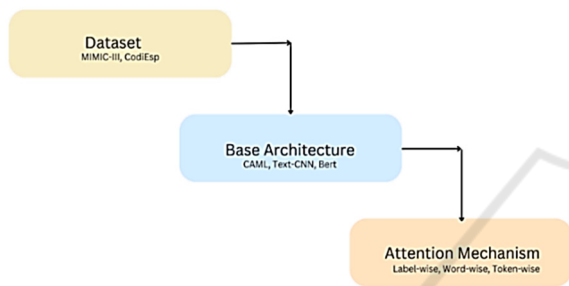 Dataset
MIMIC-III, CodiEsp
Base Architecture
CAML, Text-CNN, Bert
Attention Mechanism
Label-wise, Word-wise, Token-wise